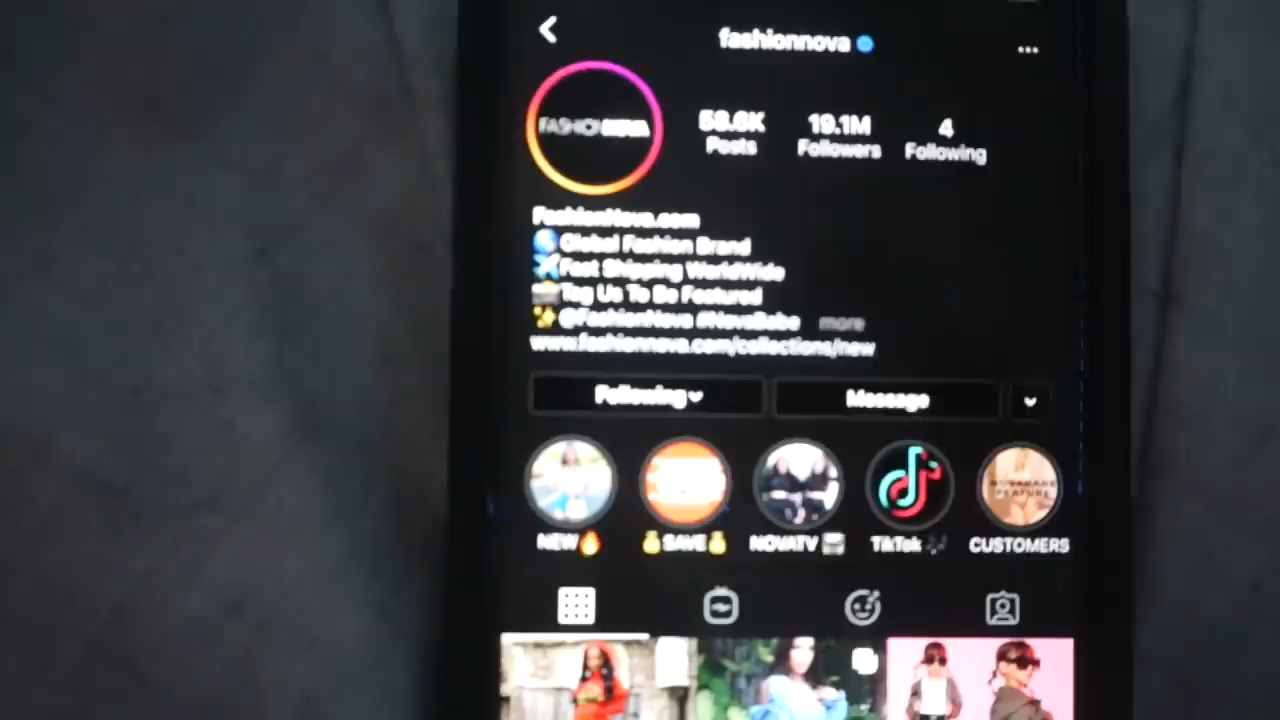 fashionnova
FASHIONNOVA
58.6K 19.1M 4
Posts Followers Following
FashionNova.com
🌎Global Fashion Brand
✈️Fast Shipping WorldWide
📸Tag Us To Be Featured
✨@FashionNova #NovaBabe more
www.fashionnova.com/collections/new
Following Message
NEW🔥 💰SAVE💰 NOVATV TikTok🎶 CUSTOMERS